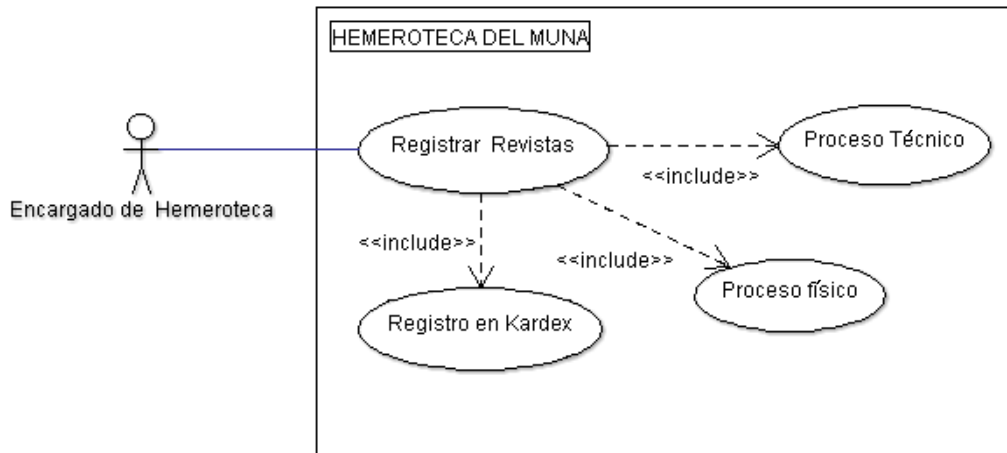 HEMEROTECA DEL MUNA
Registrar Revistas
Proceso Técnico
<<include>>
Encargado de Hemeroteca
<<include>>
<<include>>
Proceso físico
Registro en Kardex